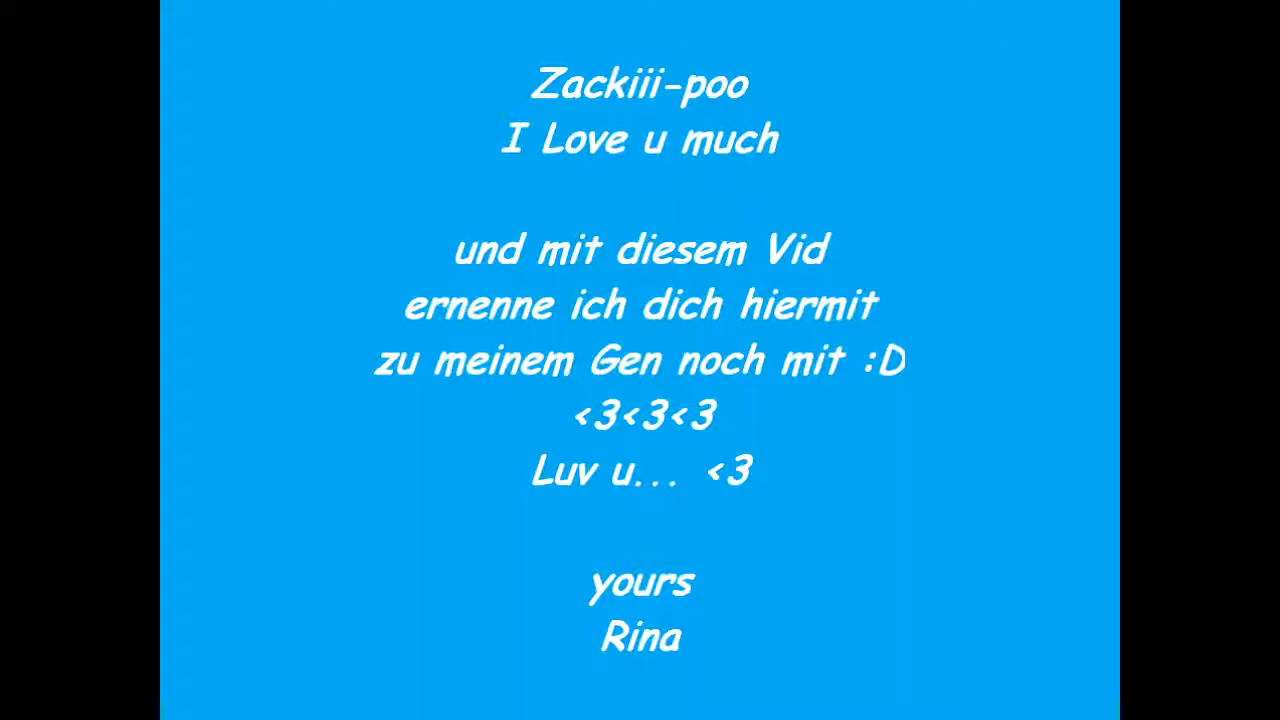 Zackiii-poo
I Love u much
und mit diesem Vid
ernenne ich dich hiermit
zu meinem Gen noch mit :D
<3<3<3
Luv u... <3
yours
Rina